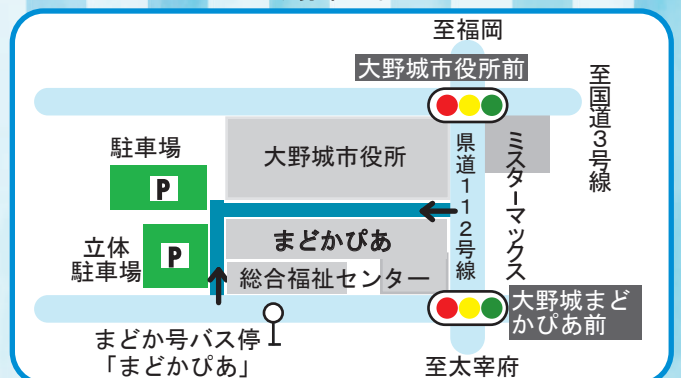 至福岡
大野城市役所前
至国道3号線
駐車場
P
大野城市役所
県道112号線
ミスターマックス
立体
駐車場
P
まどかぴあ
総合福祉センター
大野城まど
かぴあ前
まどか号バス停
「まどかぴあ」
至太宰府